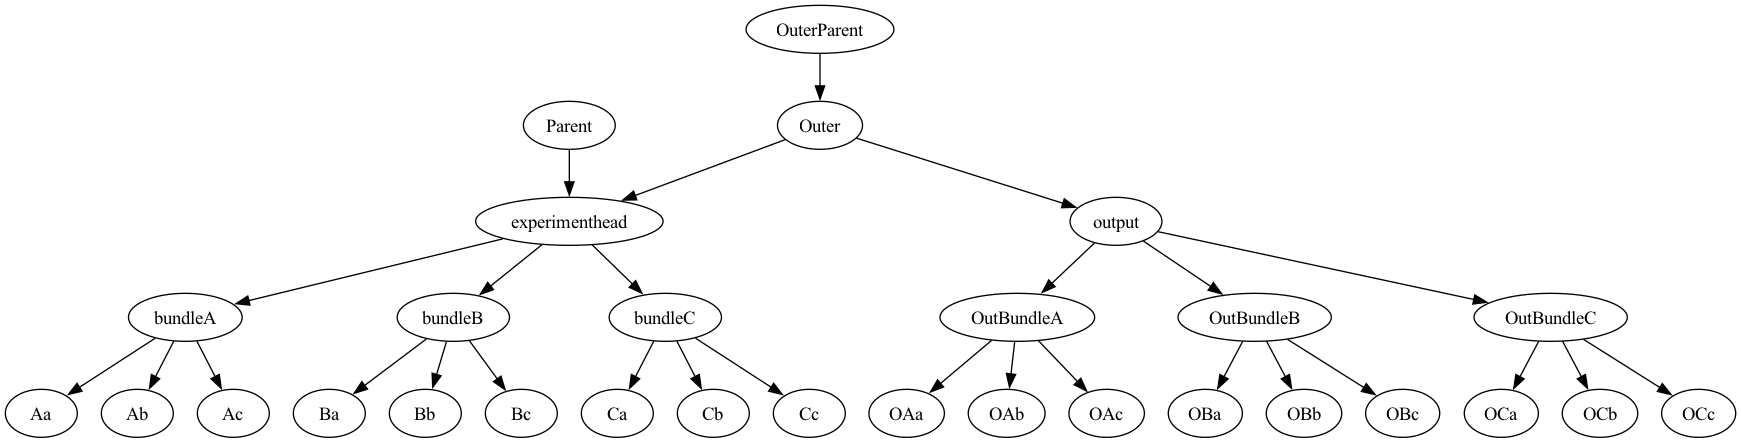 OuterParent
Parent
Outer
experimenthead
output
bundleA
bundleB
bundleC
OutBundleA
OutBundleB
OutBundleC
Aa
Ab
Ac
Ba
Bb
Bc
Ca
Cb
Cc
OAa
OAb
OAc
OBa
OBb
OBc
OCa
OCb
OCc